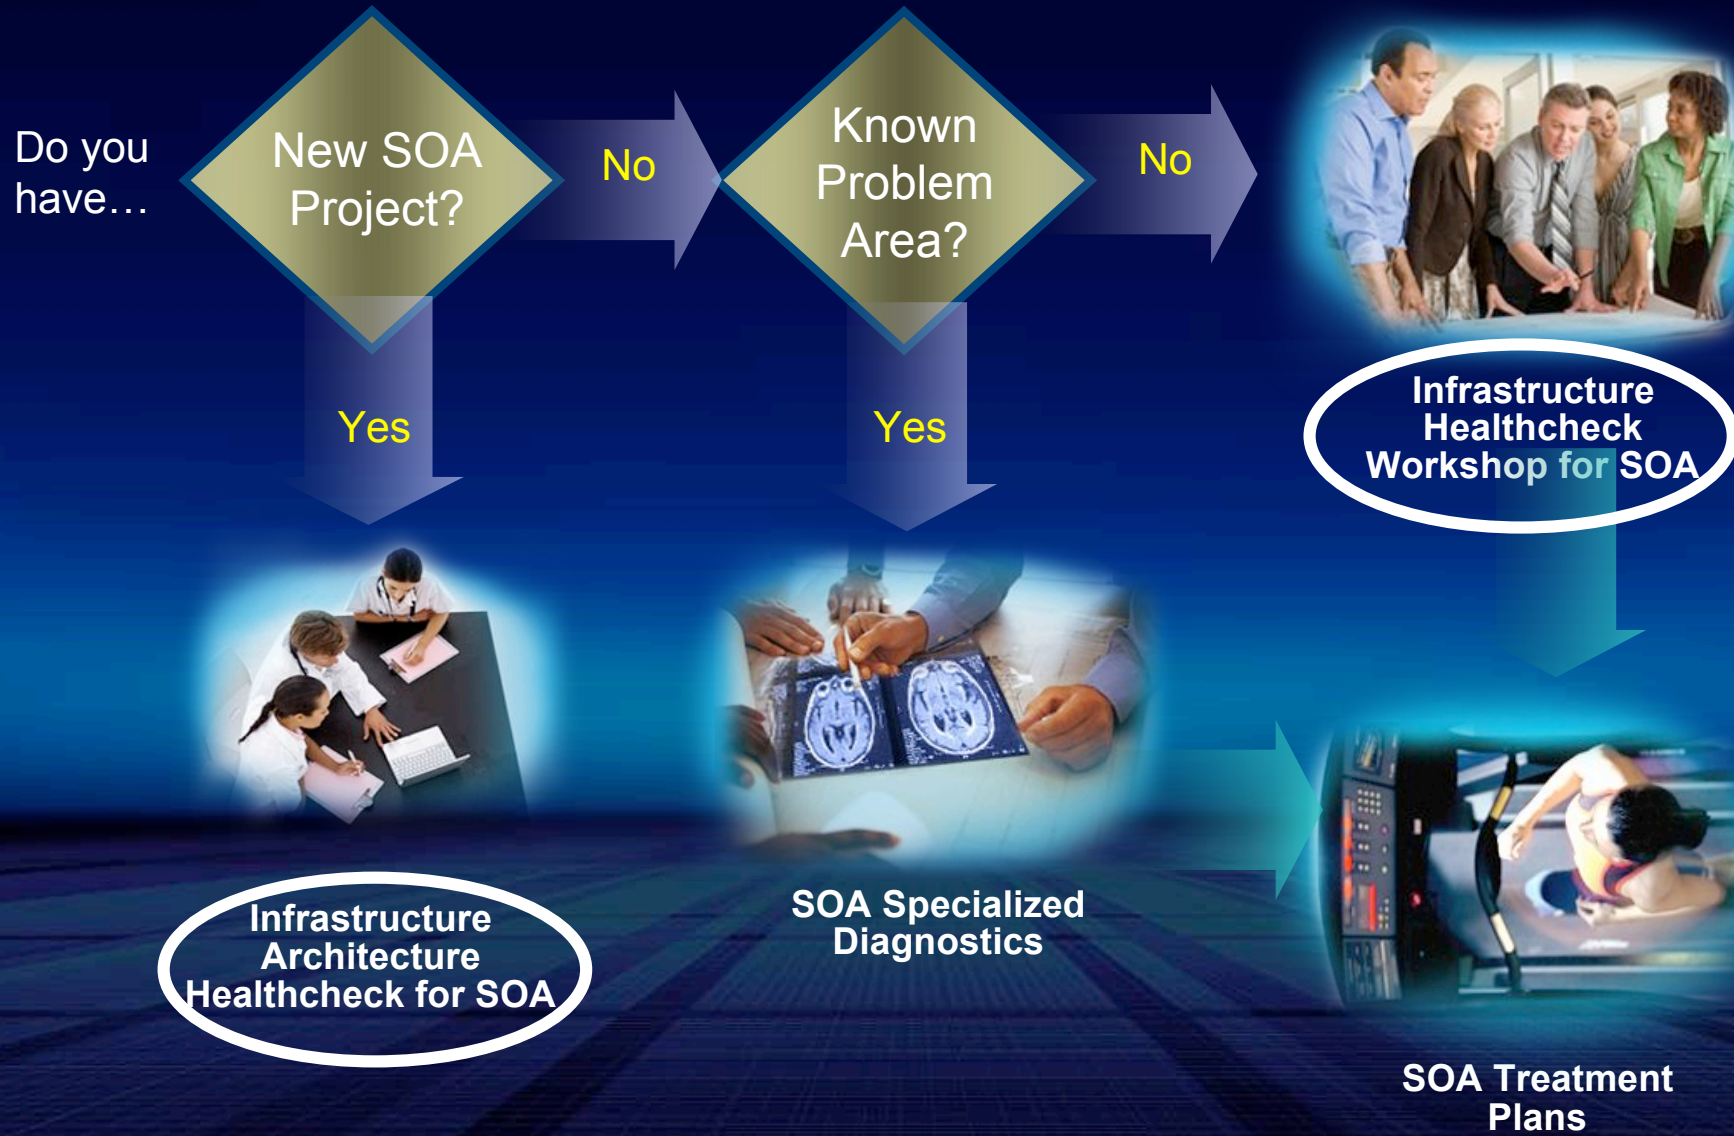 Do you
have…
New SOA
Project?
No
Known
Problem
Area?
No
Yes
Yes
Infrastructure
Healthcheck
Workshop for SOA
Infrastructure
Architecture
Healthcheck for SOA
SOA Specialized
Diagnostics
SOA Treatment
Plans